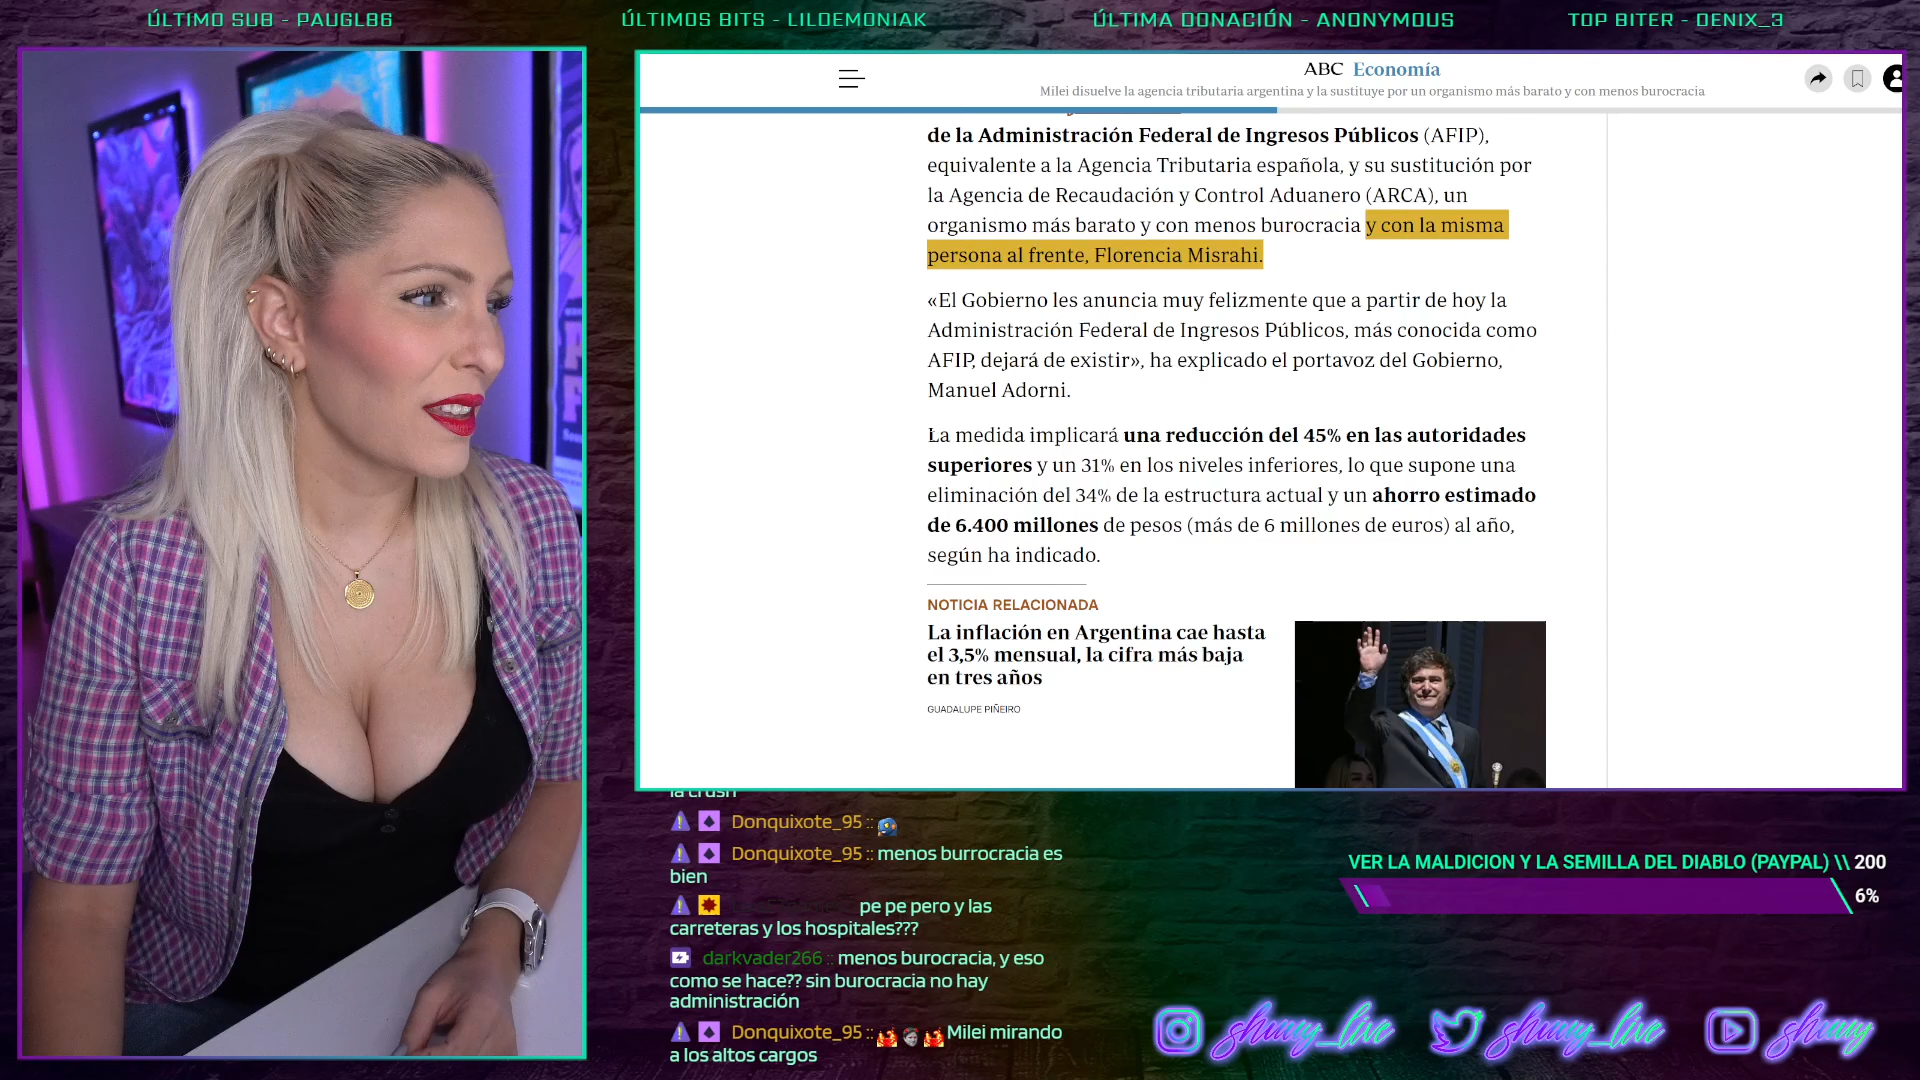 ÚLTIMO SUB - PAUGL86
ÚLTIMOS BITS - LILDEMONIAK
ÚLTIMA DONACIÓN - ANONYMOUS
TOP BITER - DENIX_3
ABC Economía
Milei disuelve la agencia tributaria argentina y la sustituye por un organismo más barato y con menos burocracia
de la Administración Federal de Ingresos Públicos (AFIP),
equivalente a la Agencia Tributaria española, y su sustitución por
la Agencia de Recaudación y Control Aduanero (ARCA), un
organismo más barato y con menos burocracia y con la misma
persona al frente, Florencia Misrahi.
«El Gobierno les anuncia muy felizmente que a partir de hoy la
Administración Federal de Ingresos Públicos, más conocida como
AFIP, dejará de existir», ha explicado el portavoz del Gobierno,
Manuel Adorni.
La medida implicará una reducción del 45% en las autoridades
superiores y un 31% en los niveles inferiores, lo que supone una
eliminación del 34% de la estructura actual y un ahorro estimado
de 6.400 millones de pesos (más de 6 millones de euros) al año,
según ha indicado.
NOTICIA RELACIONADA
La inflación en Argentina cae hasta
el 3,5% mensual, la cifra más baja
en tres años
GUADALUPE PIÑEIRO
la crush
Donquixote_95 ::
Donquixote_95 :: menos burrocracia es
bien
pe pe pero y las
carreteras y los hospitales???
darkvader266 :: menos burocracia, y eso
como se hace?? sin burocracia no hay
administración
Donquixote_95 :: Milei mirando
a los altos cargos
VER LA MALDICION Y LA SEMILLA DEL DIABLO (PAYPAL) \\ 200
6%